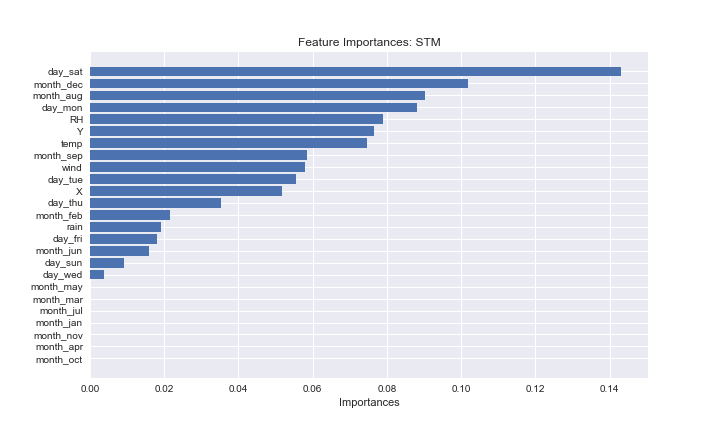 Feature Importances: STM
day_sat
month_dec
month_aug
day_mon
RH
Y
temp
month_sep
wind
day_tue
X
day_thu
month_feb
rain
day_fri
month_jun
day_sun
day_wed
month_may
month_mar
month_jul
month_jan
month_nov
month_apr
month_oct
0.00 0.02 0.04 0.06 0.08 0.10 0.12 0.14
Importances